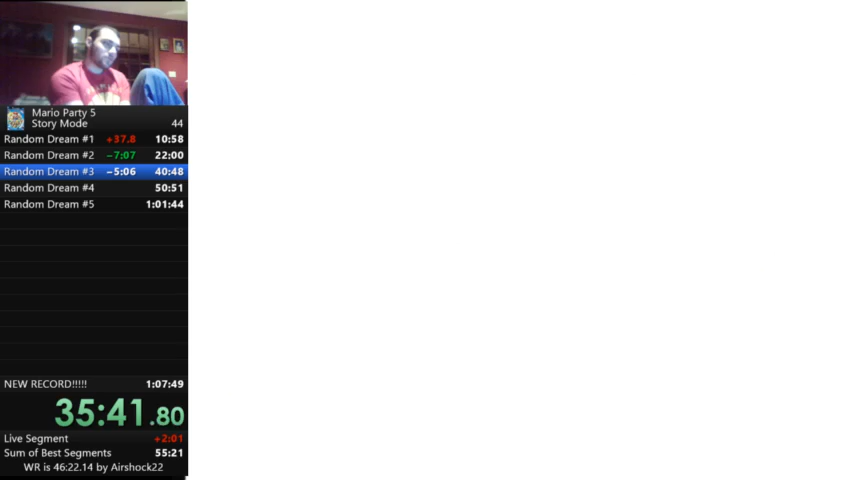 Mario Party 5
Story Mode 44
Random Dream #1 +37.8 10:58
Random Dream #2 −7:07 22:00
Random Dream #3 −5:06 40:48
Random Dream #4 50:51
Random Dream #5 1:01:44
NEW RECORD!!!!! 1:07:49
35:41.80
Live Segment +2:01
Sum of Best Segments 55:21
WR is 46:22.14 by Airshock22